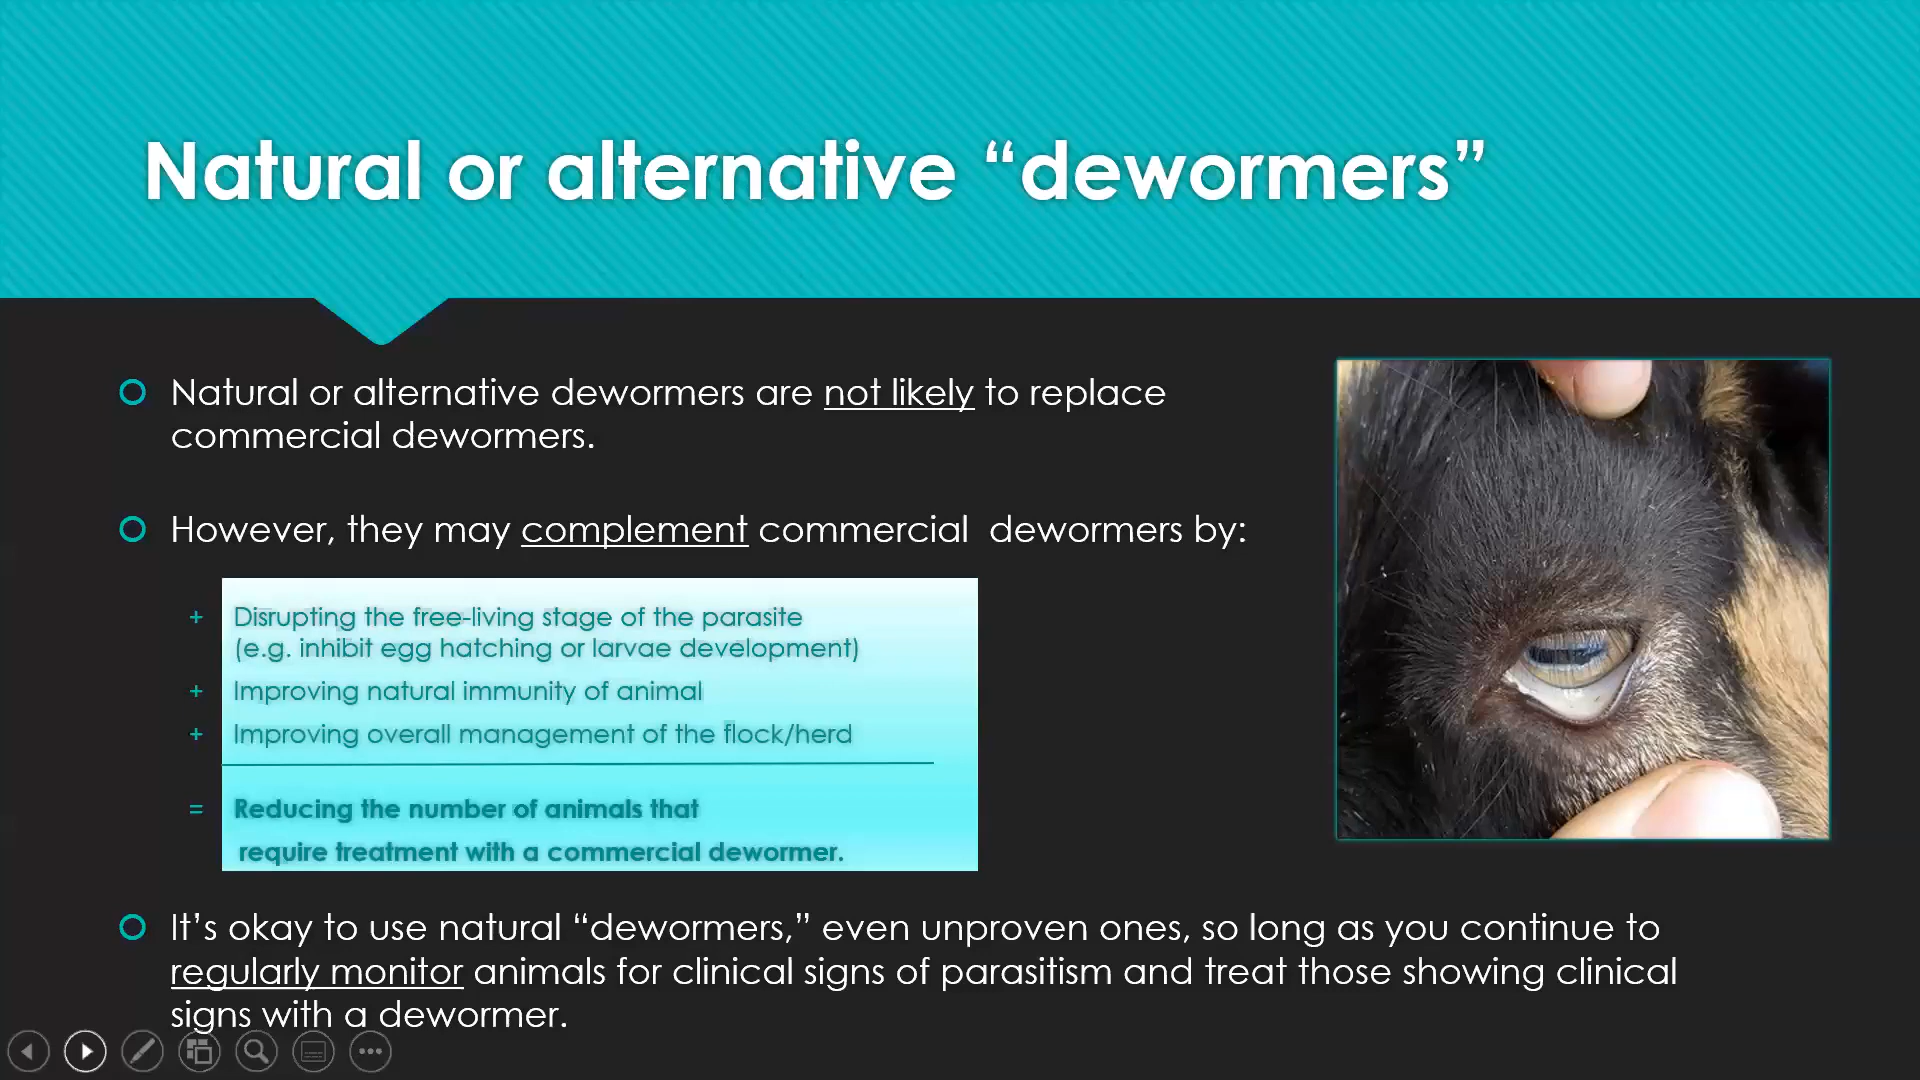 Natural or alternative “dewormers”
Natural or alternative dewormers are not likely to replace
commercial dewormers.
However, they may complement commercial  dewormers by:
+ Disrupting the free-living stage of the parasite
(e.g. inhibit egg hatching or larvae development)
+ Improving natural immunity of animal
+ Improving overall management of the flock/herd
= Reducing the number of animals that
require treatment with a commercial dewormer.
It’s okay to use natural “dewormers,” even unproven ones, so long as you continue to
regularly monitor animals for clinical signs of parasitism and treat those showing clinical
signs with a dewormer.